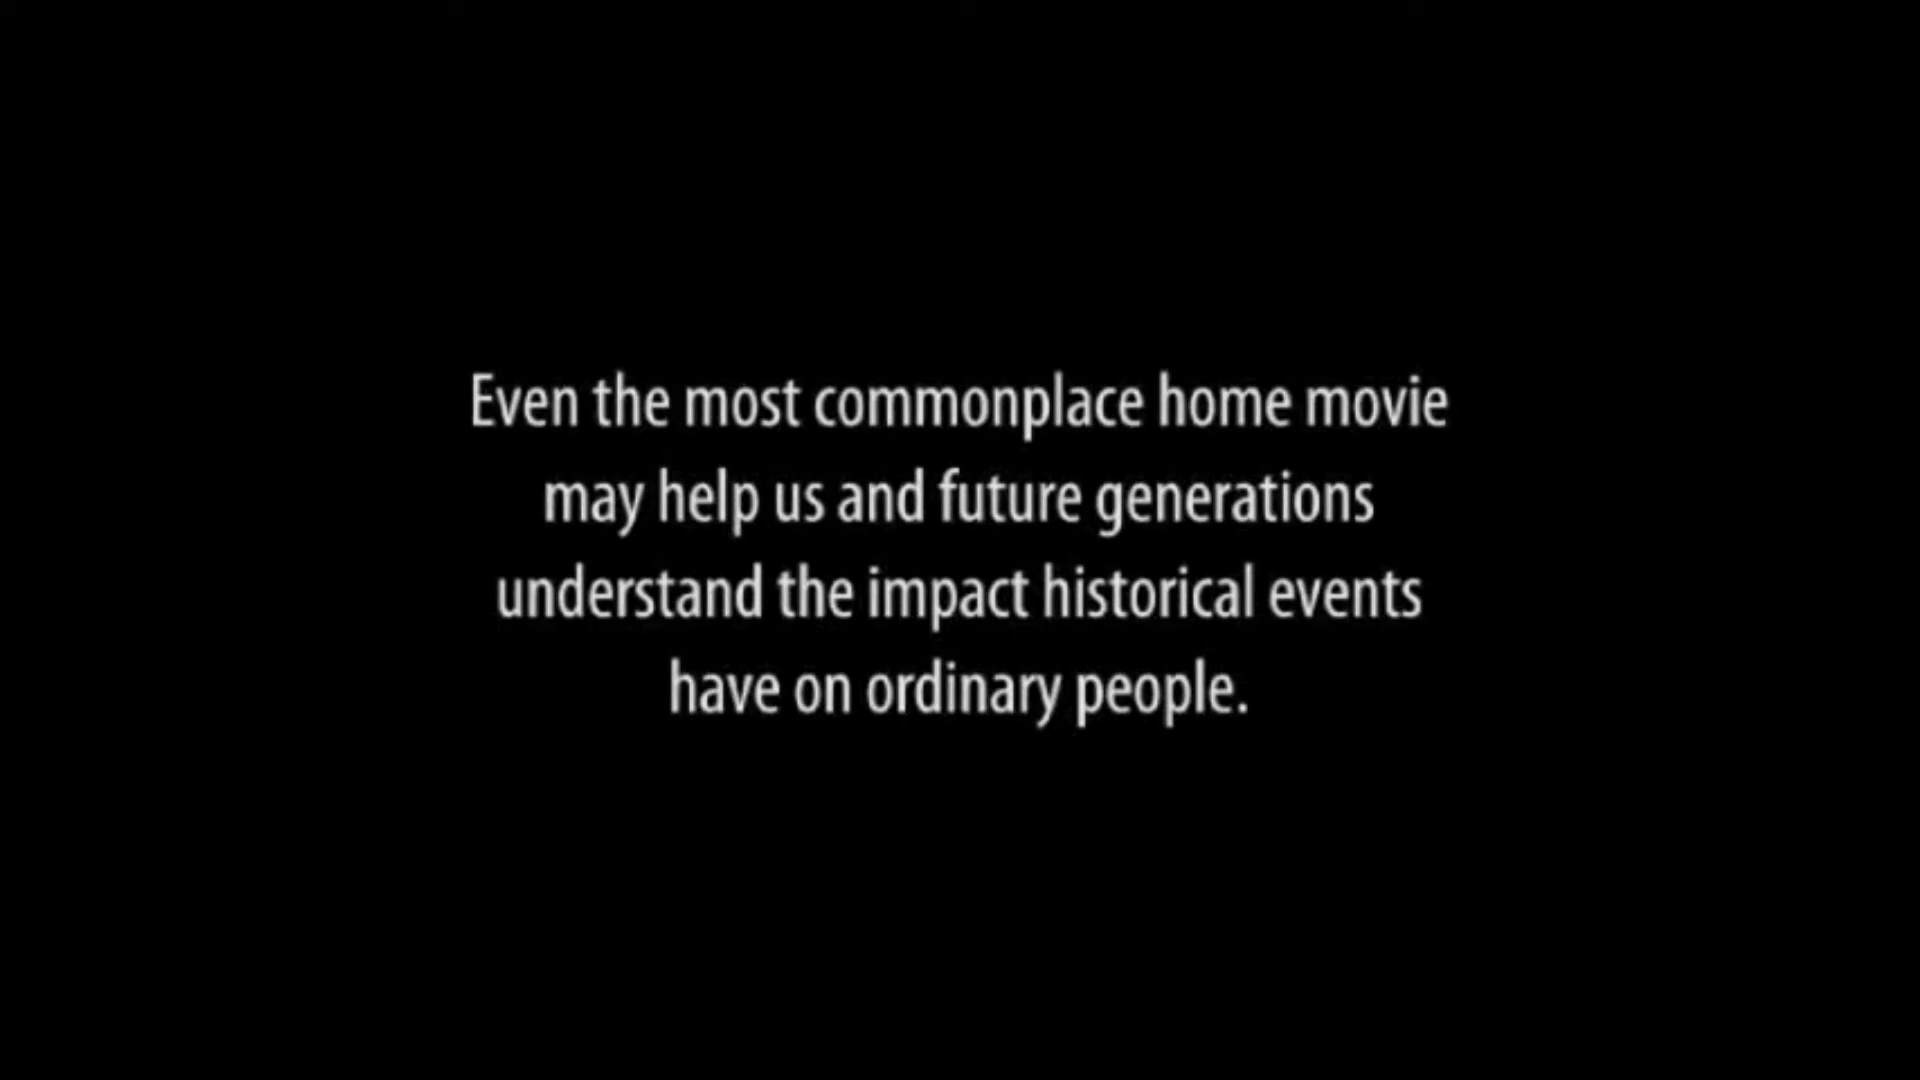 Even the most commonplace home movie
may help us and future generations
understand the impact historical events
have on ordinary people.